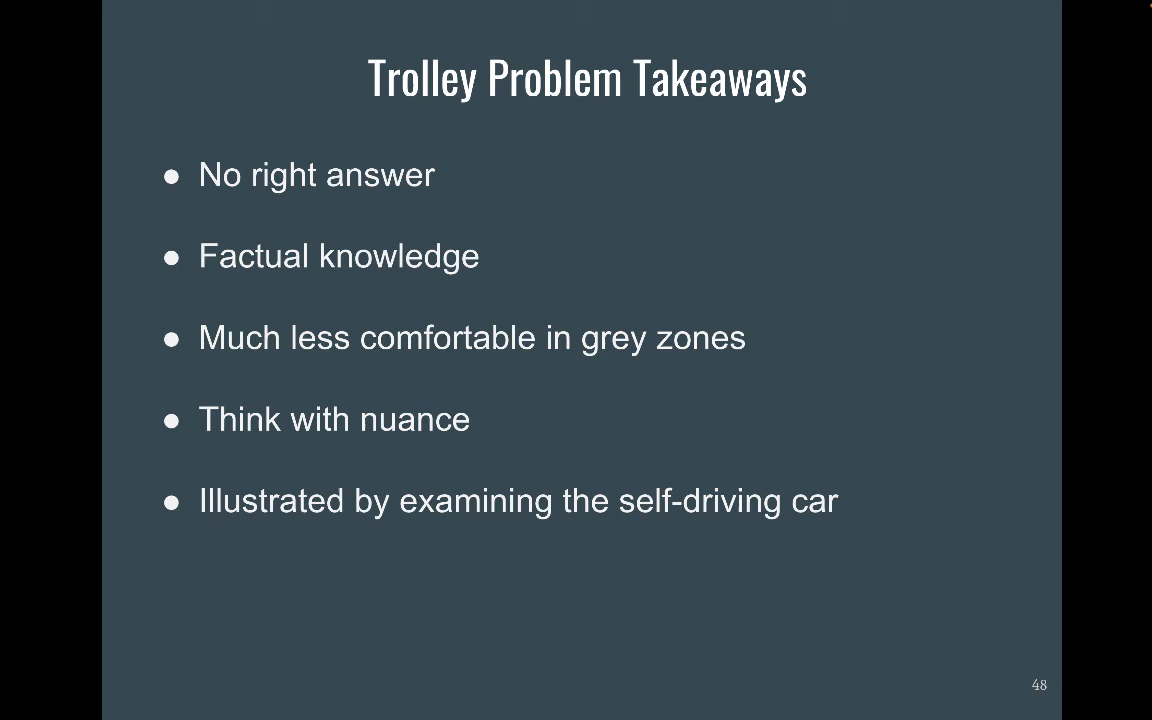 Trolley Problem Takeaways
● No right answer
● Factual knowledge
● Much less comfortable in grey zones
● Think with nuance
● Illustrated by examining the self-driving car
48